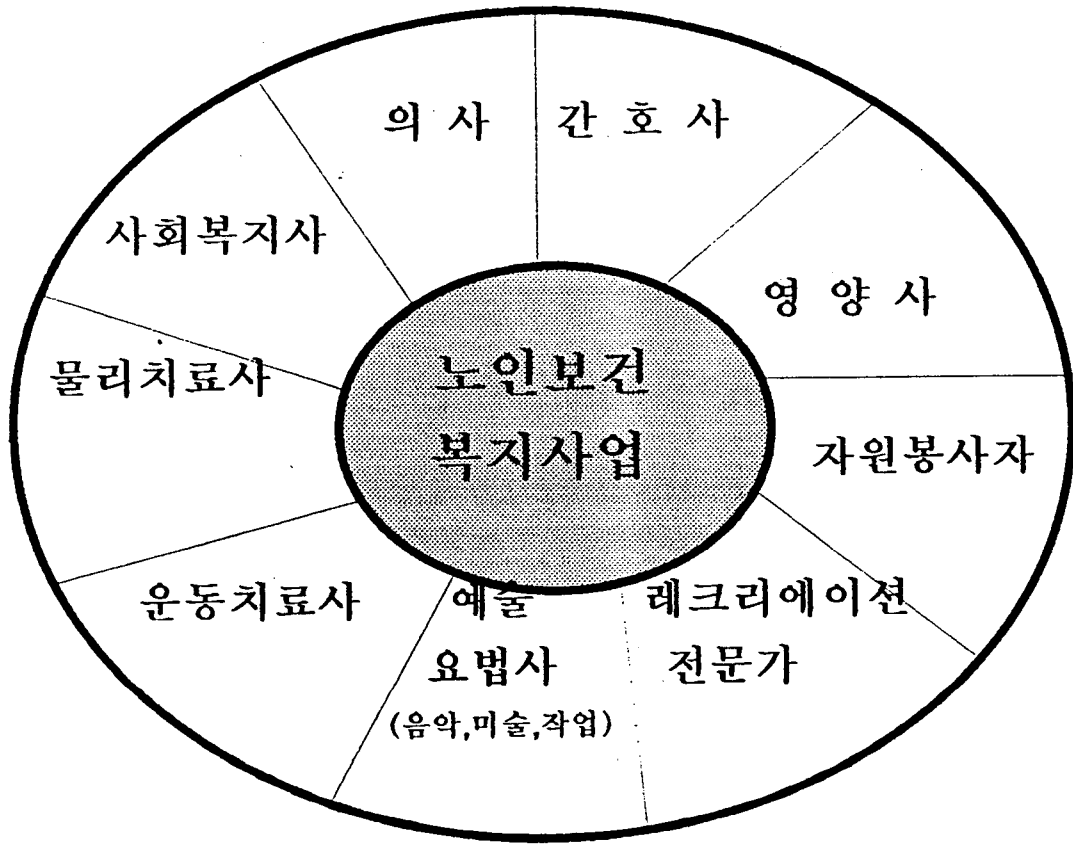 의 사
간 호 사
사회복지사
영 양 사
물리치료사
노인보건
복지사업
자원봉사자
운동치료사
예술
요법사
(음악,미술,작업)
레크리에이션
전문가